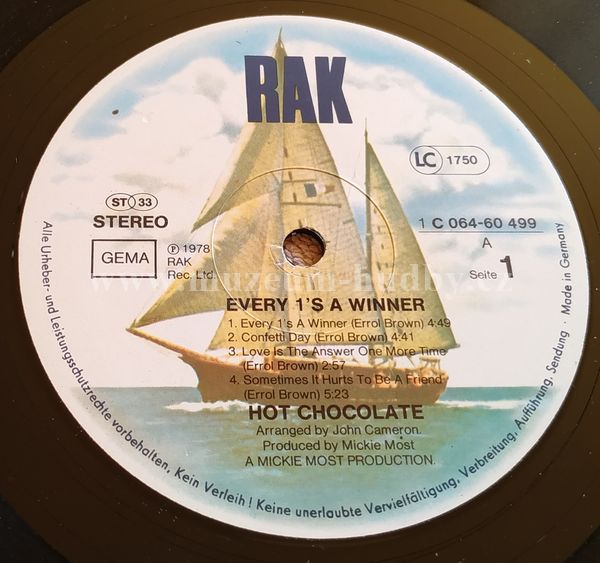 RAK
LC 1750
ST 33
STEREO
1 C 064-60 499
A
GEMA
℗ 1978
RAK
Rec. Ltd.
Seite 1
www.muzeum-hudby.cz
EVERY 1'S A WINNER
1. Every 1's A Winner (Errol Brown) 4:49
2. Confetti Day (Errol Brown) 4:41
3. Love Is The Answer One More Time
(Errol Brown) 2:57
4. Sometimes It Hurts To Be A Friend
(Errol Brown) 5:23
HOT CHOCOLATE
Arranged by John Cameron.
Produced by Mickie Most
A MICKIE MOST PRODUCTION.
Alle Urheber- und Leistungsschutzrechte vorbehalten, Kein Verleih! Keine unerlaubte Vervielfältigung, Verbreitung, Aufführung, Sendung · Made in Germany